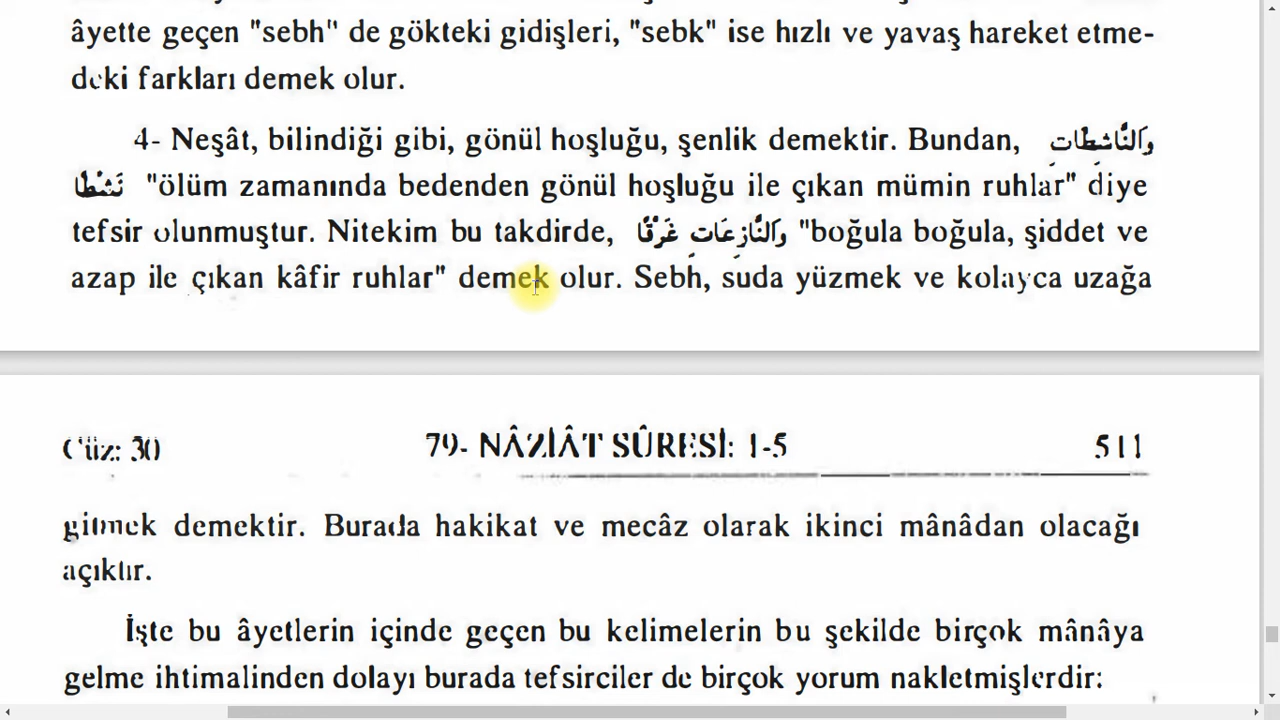 âyette geçen "sebh" de gökteki gidişleri, "sebk" ise hızlı ve yavaş hareket etme-
deki farkları demek olur.
4- Neşât, bilindiği gibi, gönül hoşluğu, şenlik demektir. Bundan, وَالنَّاشِطَاتِ
نَشْطًا "ölüm zamanında bedenden gönül hoşluğu ile çıkan mümin ruhlar" diye
tefsir olunmuştur. Nitekim bu takdirde, وَالنَّازِعَاتِ غَرْقًا "boğula boğula, şiddet ve
azap ile çıkan kâfir ruhlar" demek olur. Sebh, suda yüzmek ve kolayca uzağa
Cüz: 30 79- NÂZİÂT SÛRESİ: 1-5 511
gitmek demektir. Burada hakikat ve mecâz olarak ikinci mânâdan olacağı
açıktır.
İşte bu âyetlerin içinde geçen bu kelimelerin bu şekilde birçok mânâya
gelme ihtimalinden dolayı burada tefsirciler de birçok yorum nakletmişlerdir: